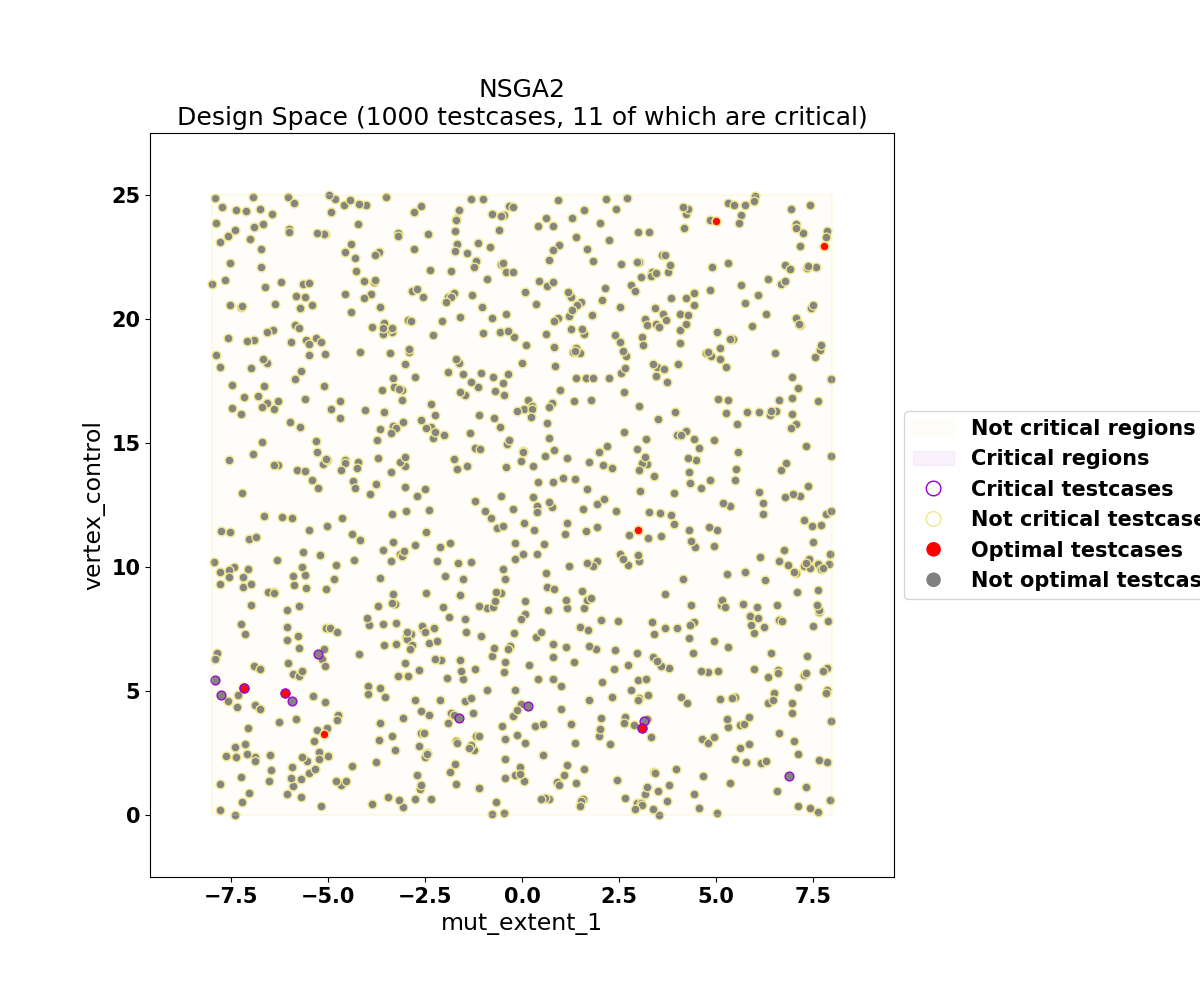 NSGA2
Design Space (1000 testcases, 11 of which are critical)
25
20
15
10
5
0
vertex_control
−7.5
−5.0
−2.5
0.0
2.5
5.0
7.5
mut_extent_1
Not critical regions
Critical regions
Critical testcases
Not critical testcase
Optimal testcases
Not optimal testcas